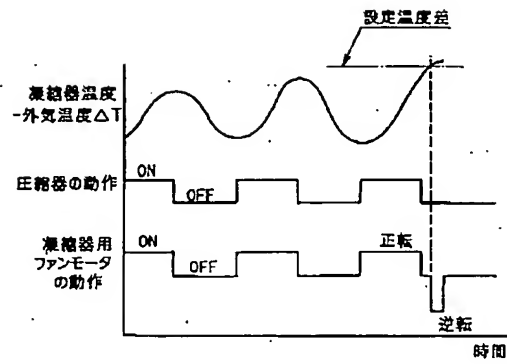 設定温度差
凝縮器温度
-外気温度△T
圧縮器の動作
ON
OFF
凝縮器用
ファンモータ
の動作
ON
OFF
正転
逆転
時間